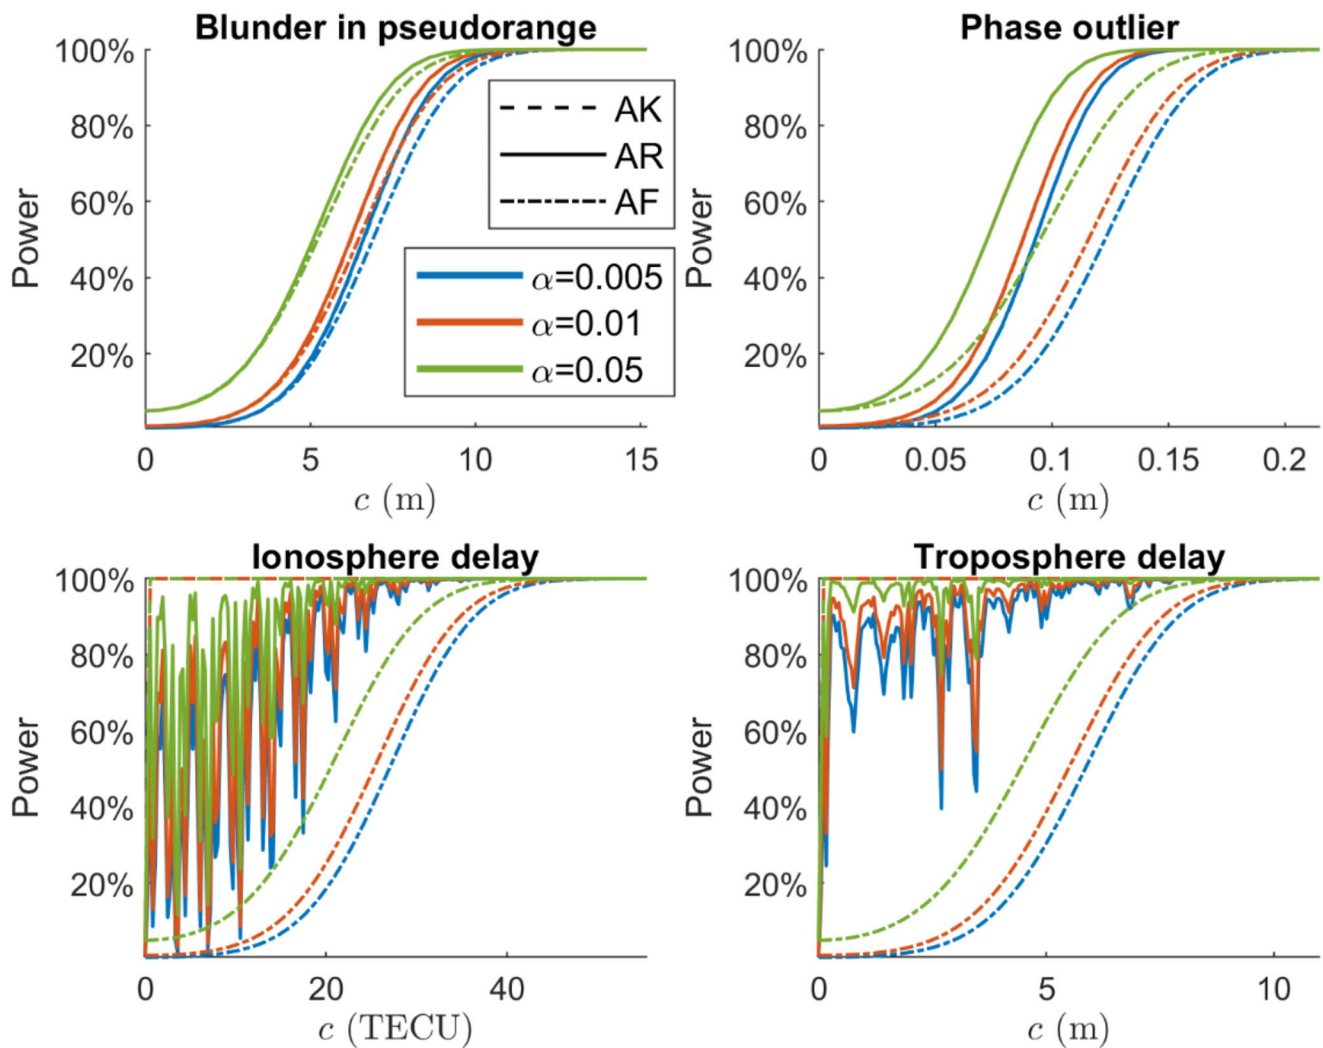 Blunder in pseudorange
100%
80%
60%
40%
20%
Power
0 5 10 15
c (m)
AK
AR
AF
α=0.005
α=0.01
α=0.05
Phase outlier
100%
80%
60%
40%
20%
Power
0 0.05 0.1 0.15 0.2
c (m)
Ionosphere delay
100%
80%
60%
40%
20%
Power
0 20 40
c (TECU)
Troposphere delay
100%
80%
60%
40%
20%
Power
0 5 10
c (m)